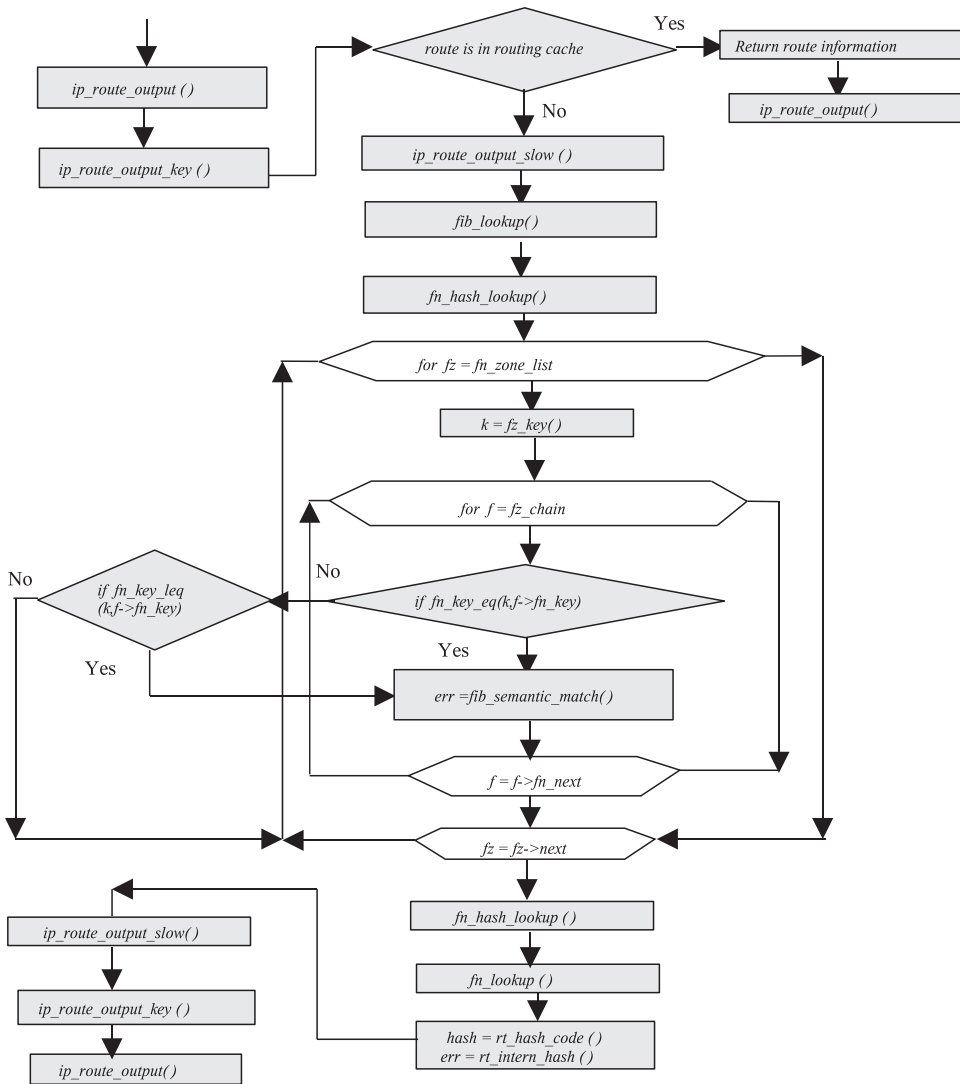 Yes
route is in routing cache
Return route information
ip_route_output ( )
ip_route_output( )
No
ip_route_output_key ( )
ip_route_output_slow ( )
fib_lookup( )
fn_hash_lookup( )
for fz = fn_zone_list
k = fz_key( )
for f = fz_chain
No
No
if fn_key_leq
(k,f->fn_key)
if fn_key_eq(k,f->fn_key)
Yes
Yes
err =fib_semantic_match( )
f = f->fn_next
fz = fz->next
fn_hash_lookup ( )
ip_route_output_slow( )
fn_lookup ( )
ip_route_output_key ( )
hash = rt_hash_code ( )
err = rt_intern_hash ( )
ip_route_output( )